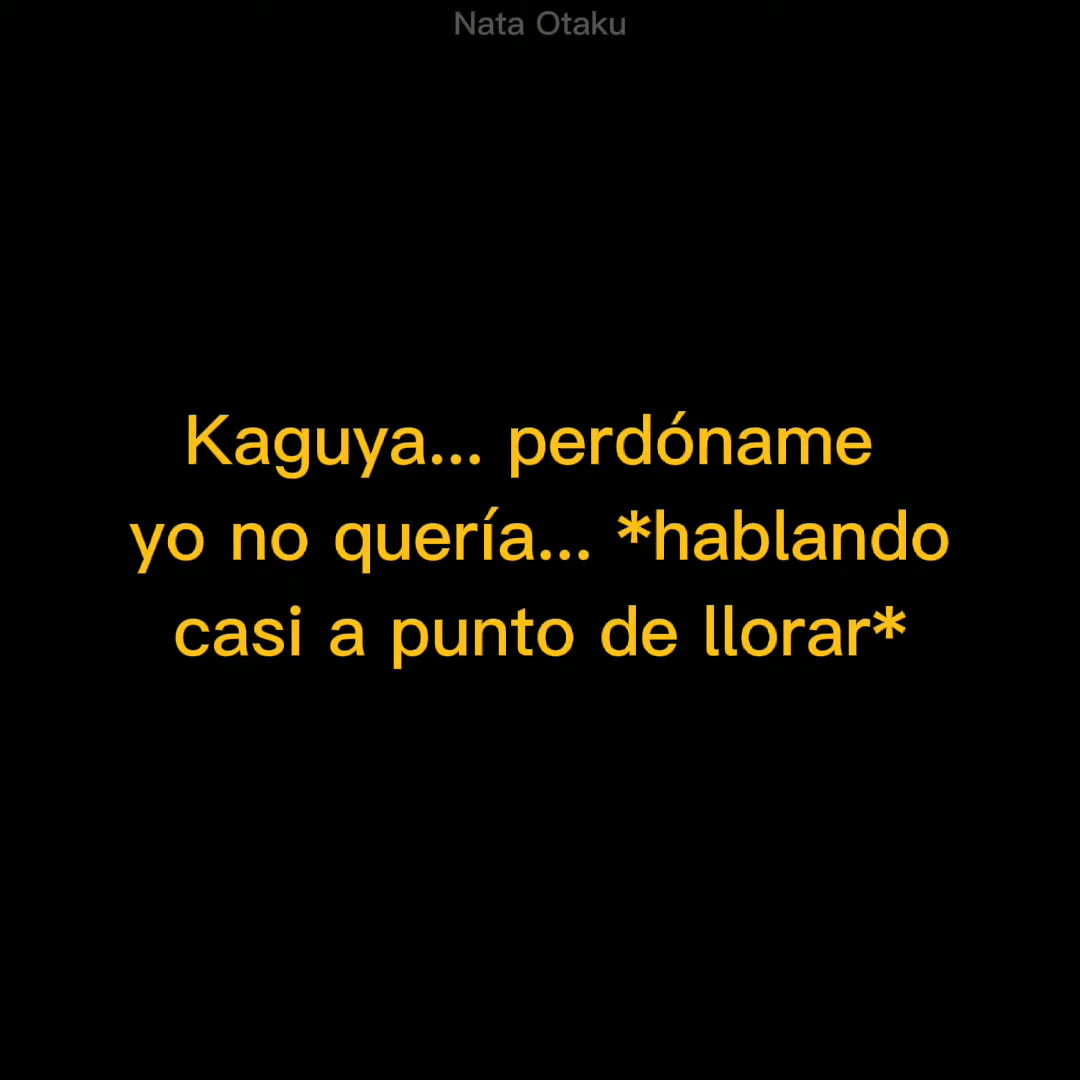 Nata Otaku
Kaguya... perdóname
yo no quería... *hablando
casi a punto de llorar*